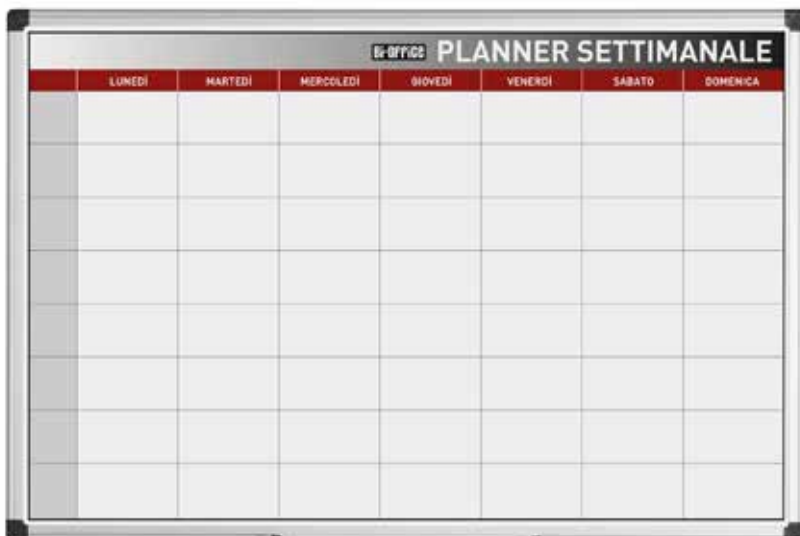 Bi-OFFICE PLANNER SETTIMANALE
LUNEDÌ MARTEDÌ MERCOLEDÌ GIOVEDÌ VENERDÌ SABATO DOMENICA